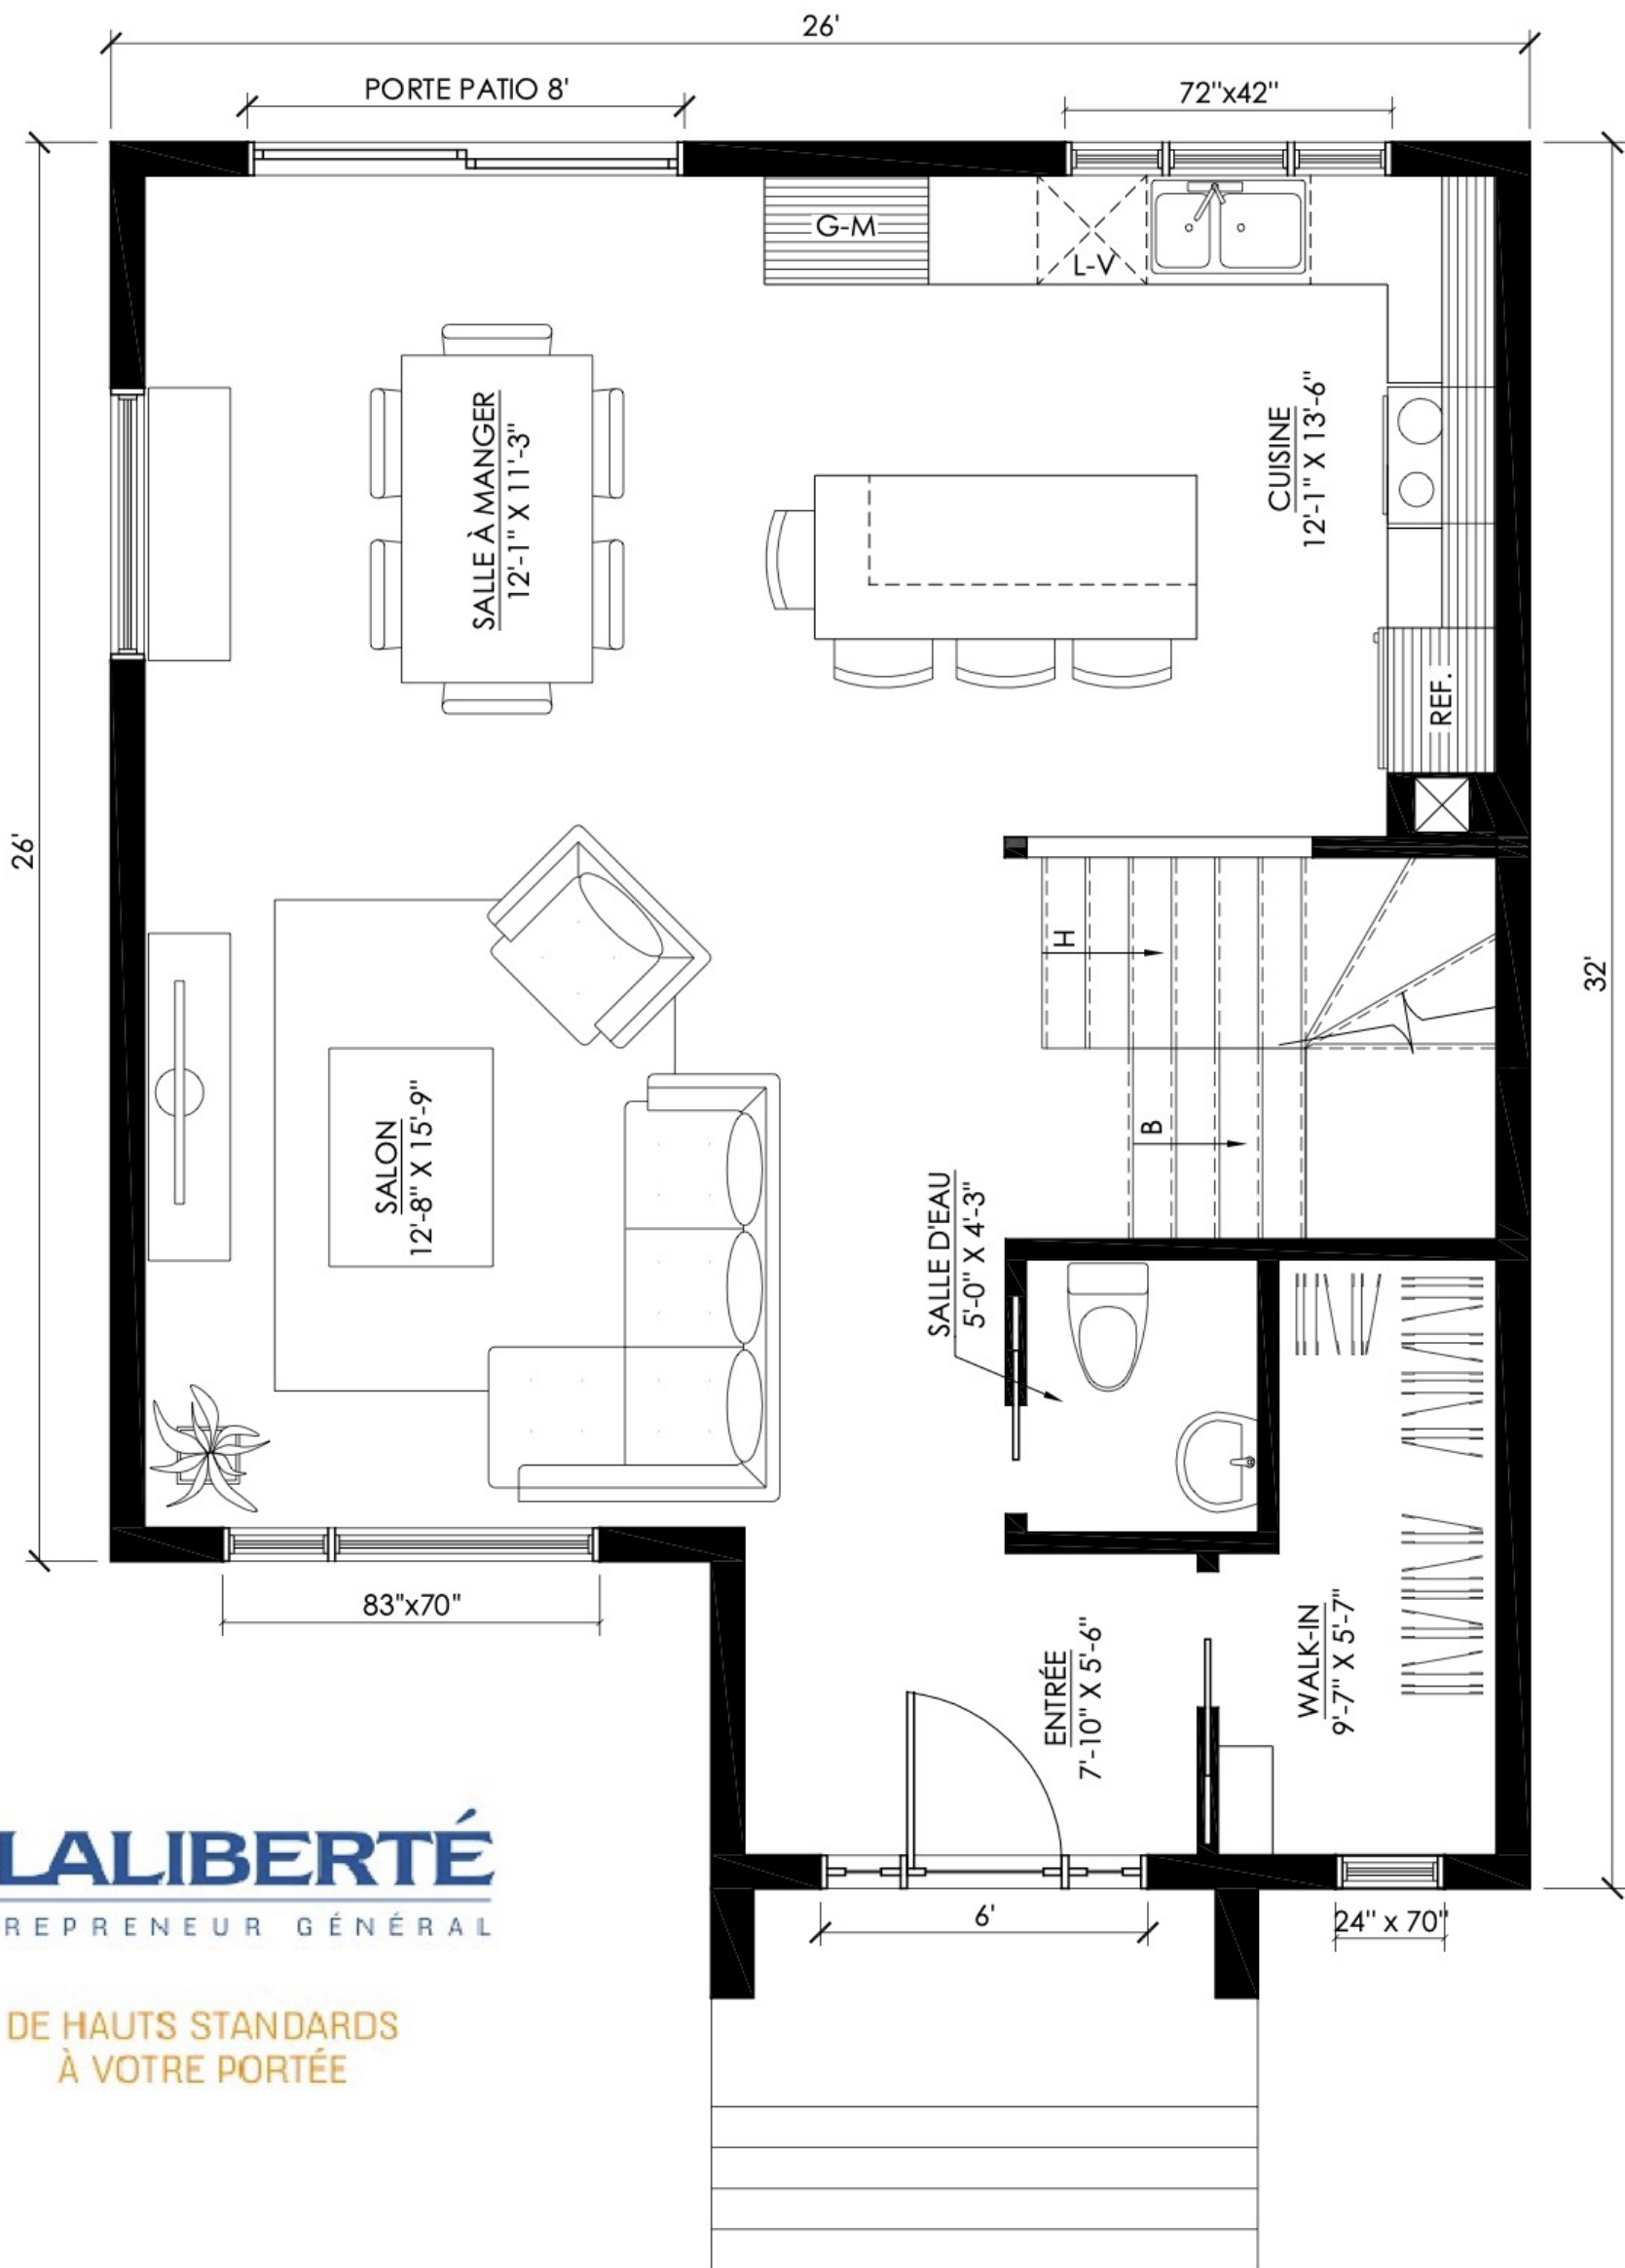 26'
PORTE PATIO 8'
72"x42"
G-M
L-V
SALLE À MANGER
12'-1" X 11'-3"
CUISINE
12'-1" X 13'-6"
REF.
26'
32'
H
B
SALON
12'-8" X 15'-9"
SALLE D'EAU
5'-0" X 4'-3"
83"x70"
ENTRÉE
7'-10" X 5'-6"
WALK-IN
9'-7" X 5'-7"
6'
24" x 70"
LALIBERTÉ
REPRENEUR GÉNÉRAL
DE HAUTS STANDARDS
À VOTRE PORTÉE